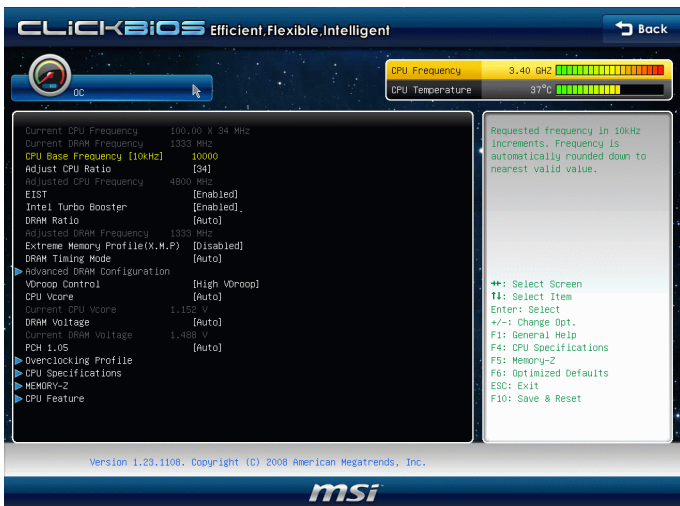 CLiCKBiOS Efficient,Flexible,Intelligent
Back
OC
CPU Frequency 3.40 GHZ
CPU Temperature 37°C
Current CPU Frequency 100.00 X 34 MHz
Current DRAM Frequency 1333 MHz
CPU Base Frequency [10kHz] 10000
Adjust CPU Ratio [34]
Adjusted CPU Frequency 4800 MHz
EIST [Enabled]
Intel Turbo Booster [Enabled]
DRAM Ratio [Auto]
Adjusted DRAM Frequency 1333 MHz
Extreme Memory Profile(X.M.P) [Disabled]
DRAM Timing Mode [Auto]
Advanced DRAM Configuration
VDroop Control [High VDroop]
CPU Vcore [Auto]
Current CPU Vcore 1.152 V
DRAM Voltage [Auto]
Current DRAM Voltage 1.488 V
PCH 1.05 [Auto]
Overclocking Profile
CPU Specifications
MEMORY-Z
CPU Feature
Requested frequency in 10kHz
increments. Frequency is
automatically rounded down to
nearest valid value.
→←: Select Screen
↑↓: Select Item
Enter: Select
+/-: Change Opt.
F1: General Help
F4: CPU Specifications
F5: Memory-Z
F6: Optimized Defaults
ESC: Exit
F10: Save & Reset
Version 1.23.1108. Copyright (C) 2008 American Megatrends, Inc.
msi